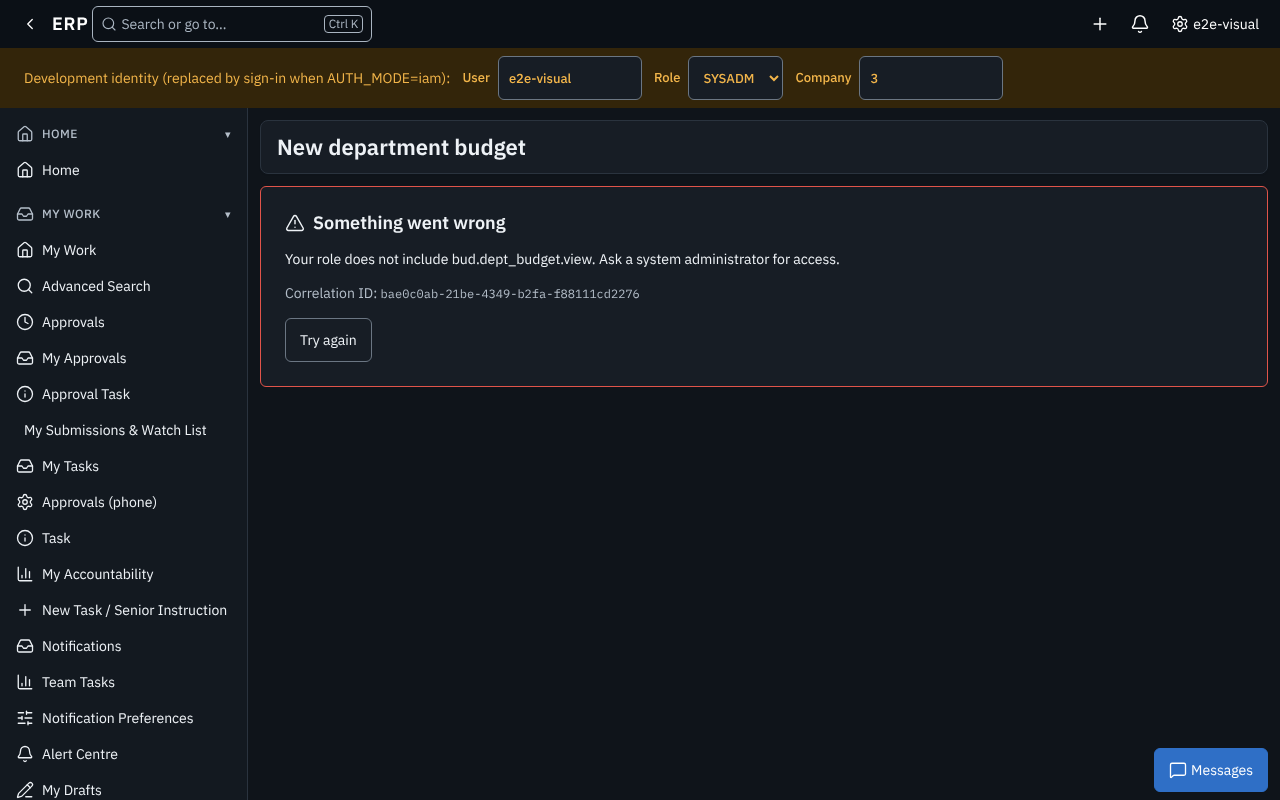 ERP
Search or go to...
Ctrl K
e2e-visual
Development identity (replaced by sign-in when AUTH_MODE=iam):
User
e2e-visual
Role
SYSADM
Company
3
HOME
Home
MY WORK
My Work
Advanced Search
Approvals
My Approvals
Approval Task
My Submissions & Watch List
My Tasks
Approvals (phone)
Task
My Accountability
New Task / Senior Instruction
Notifications
Team Tasks
Notification Preferences
Alert Centre
My Drafts
New department budget
Something went wrong
Your role does not include bud.dept_budget.view. Ask a system administrator for access.
Correlation ID: bae0c0ab-21be-4349-b2fa-f88111cd2276
Try again
Messages